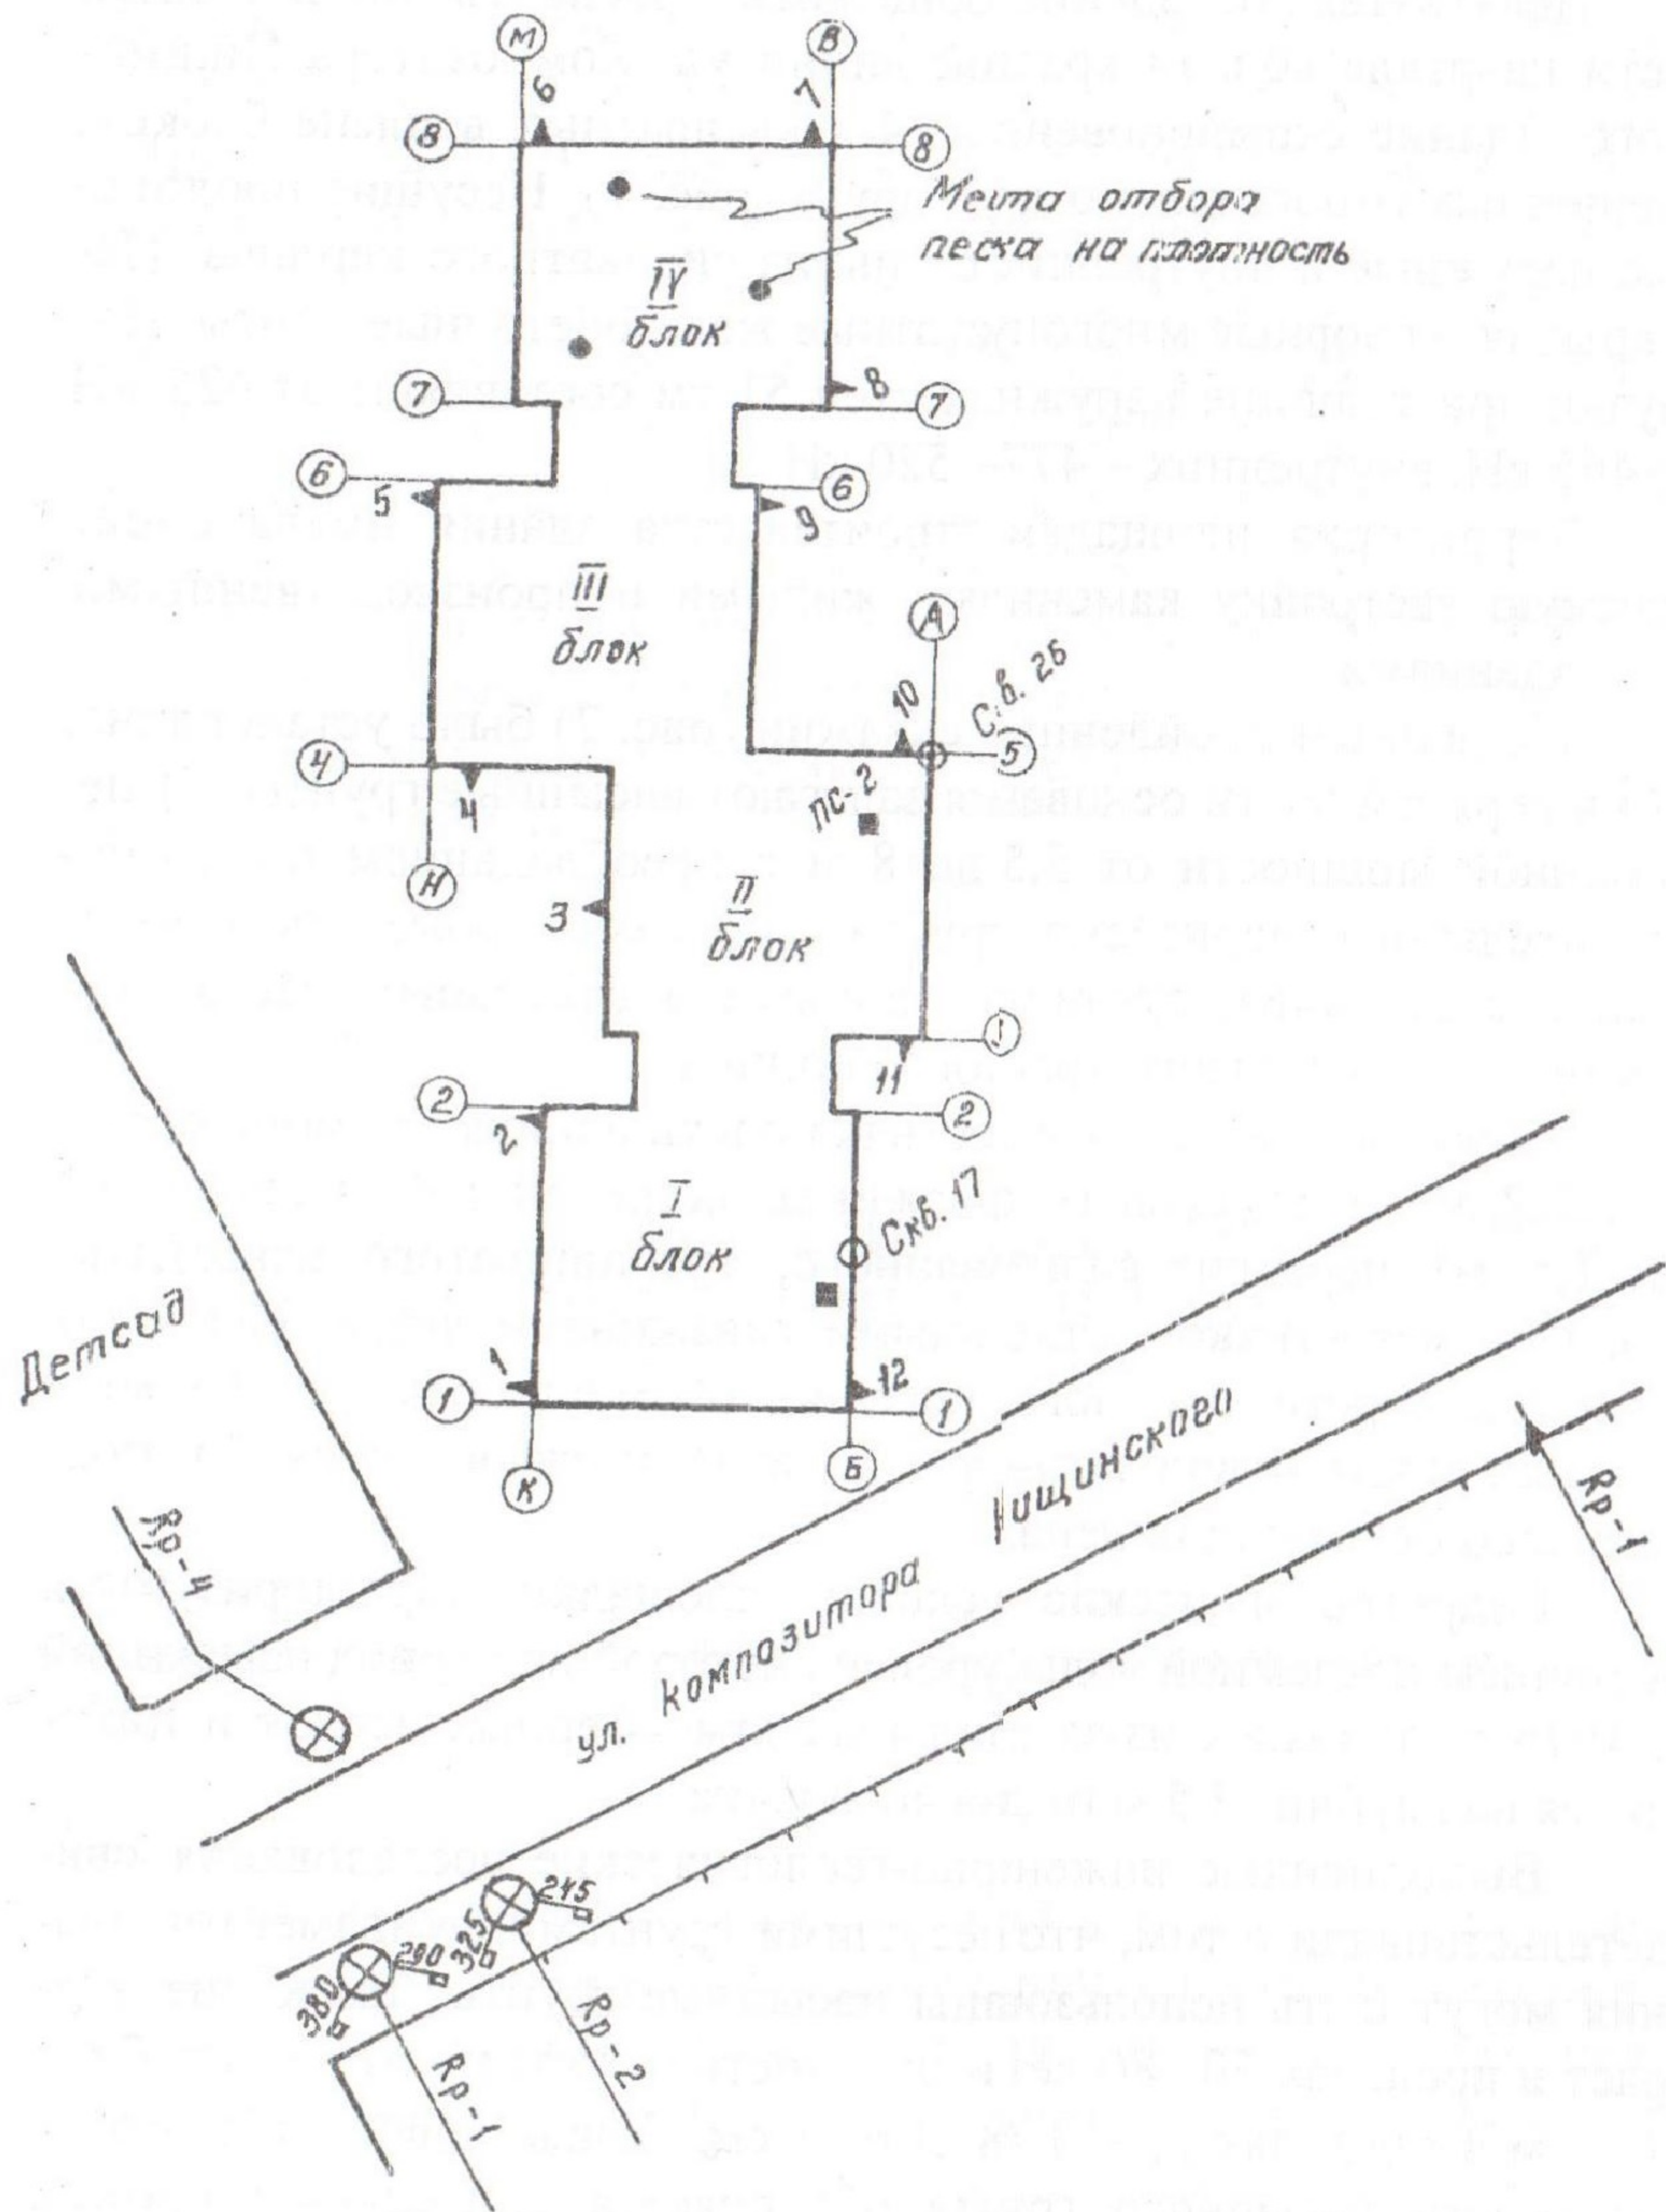 М
В
6
7
8
8
Места отбора
песка на плотность
IV
блок
8
7
7
6
6
5
9
III
блок
А
Скв. 26
10
5
4
4
ПС-2
Н
II
блок
3
3
11
2
2
2
I
блок
Скв. 17
Детсад
1
12
1
1
К
Б
ул. композитора
Rp-4
Rp-1
245
325
290
380
Rp-2
Rp-1